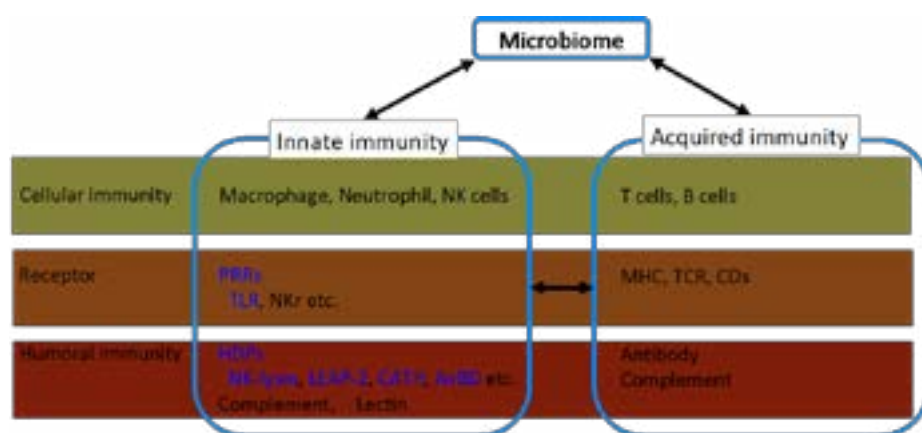 Microbiome
Innate immunity
Acquired immunity
Cellular immunity
Macrophage, Neutrophil, NK cells
T cells, B cells
Receptor
PRRs
TLR, NKr etc.
MHC, TCR, CDs
Humoral immunity
HDPs
NK-lysin, LEAP-2, CATH, AvBD etc.
Complement, Lectin
Antibody
Complement